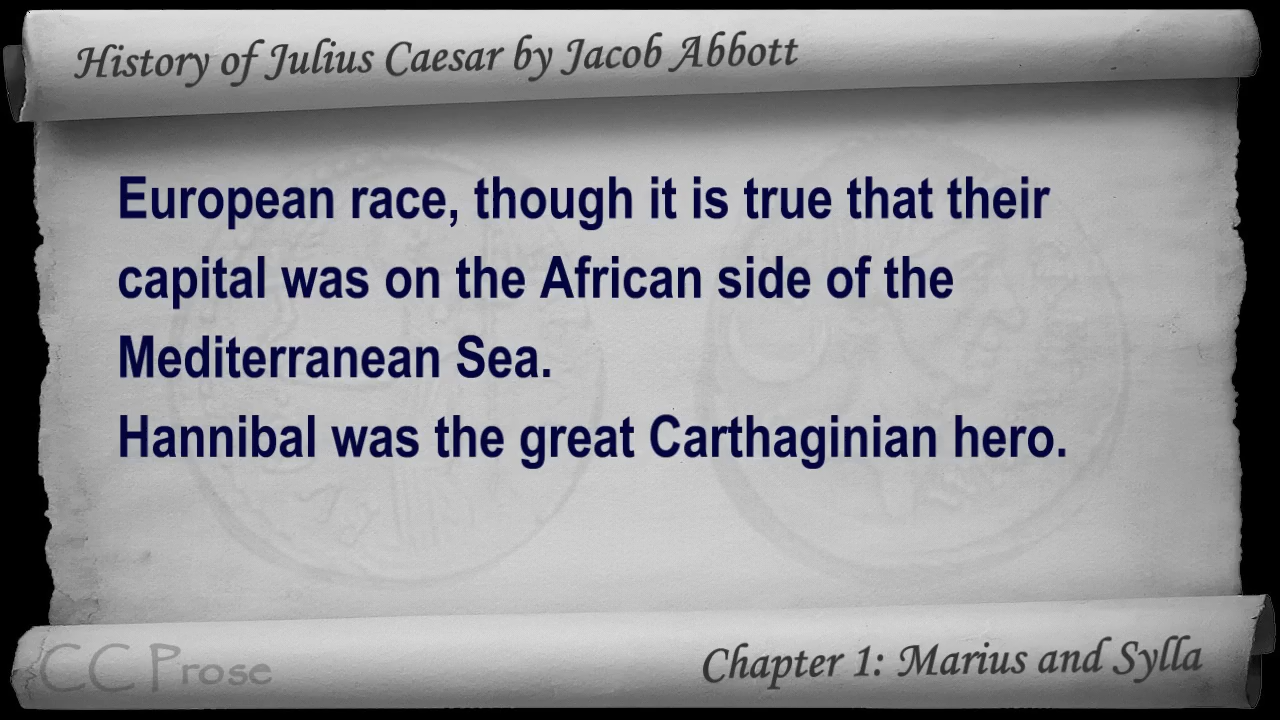 History of Julius Caesar by Jacob Abbott
European race, though it is true that their
capital was on the African side of the
Mediterranean Sea.
Hannibal was the great Carthaginian hero.
CC Prose
Chapter 1: Marius and Sylla